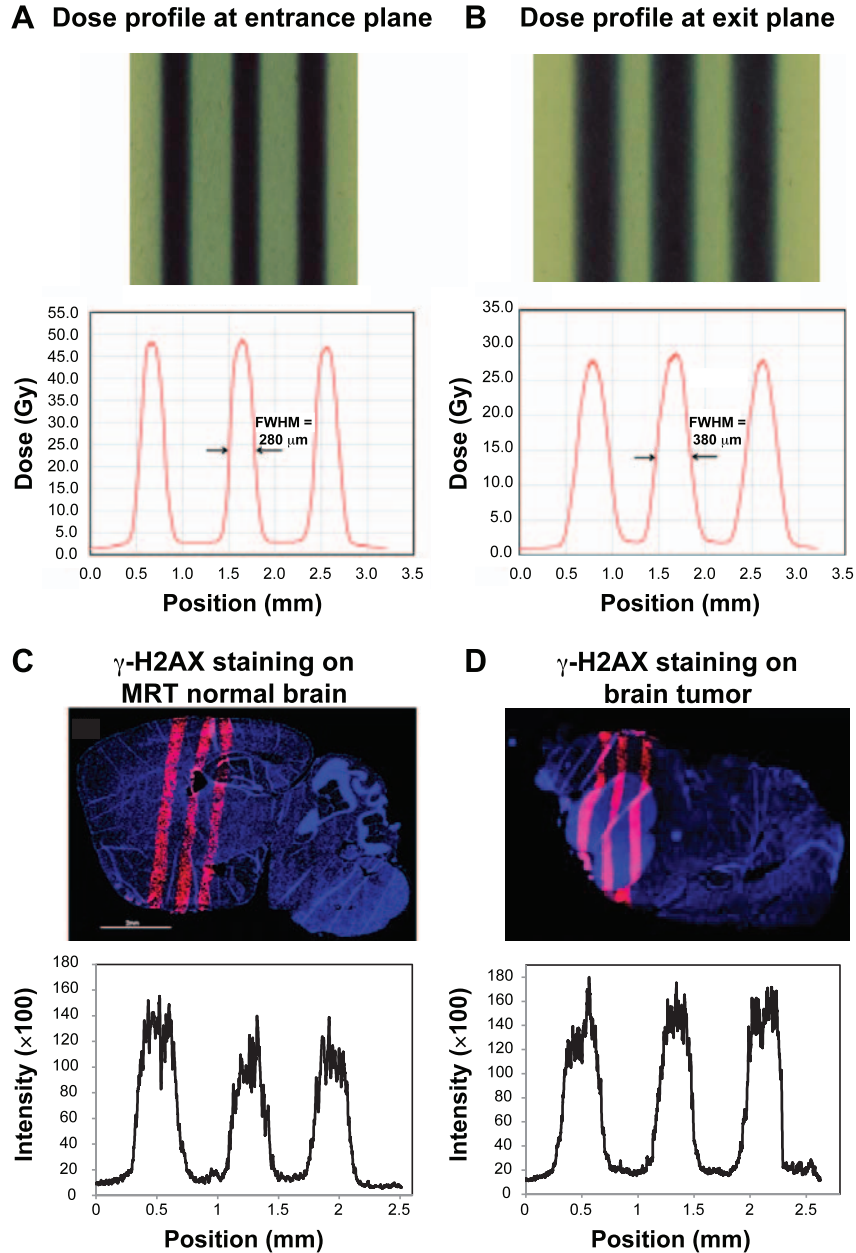 A Dose profile at entrance plane
B Dose profile at exit plane
55.0
50.0
45.0
40.0
35.0
30.0
25.0
20.0
15.0
10.0
5.0
0.0
Dose (Gy)
FWHM =
280 μm
0.0 0.5 1.0 1.5 2.0 2.5 3.0 3.5
Position (mm)
35.0
30.0
25.0
20.0
15.0
10.0
5.0
0.0
Dose (Gy)
FWHM =
380 μm
0.0 0.5 1.0 1.5 2.0 2.5 3.0 3.5
Position (mm)
C γ-H2AX staining on
MRT normal brain
2mm
180
160
140
120
100
80
60
40
20
0
Intensity (×100)
0 0.5 1 1.5 2 2.5
Position (mm)
D γ-H2AX staining on
brain tumor
180
160
140
120
100
80
60
40
20
0
Intensity (×100)
0 0.5 1 1.5 2 2.5
Position (mm)